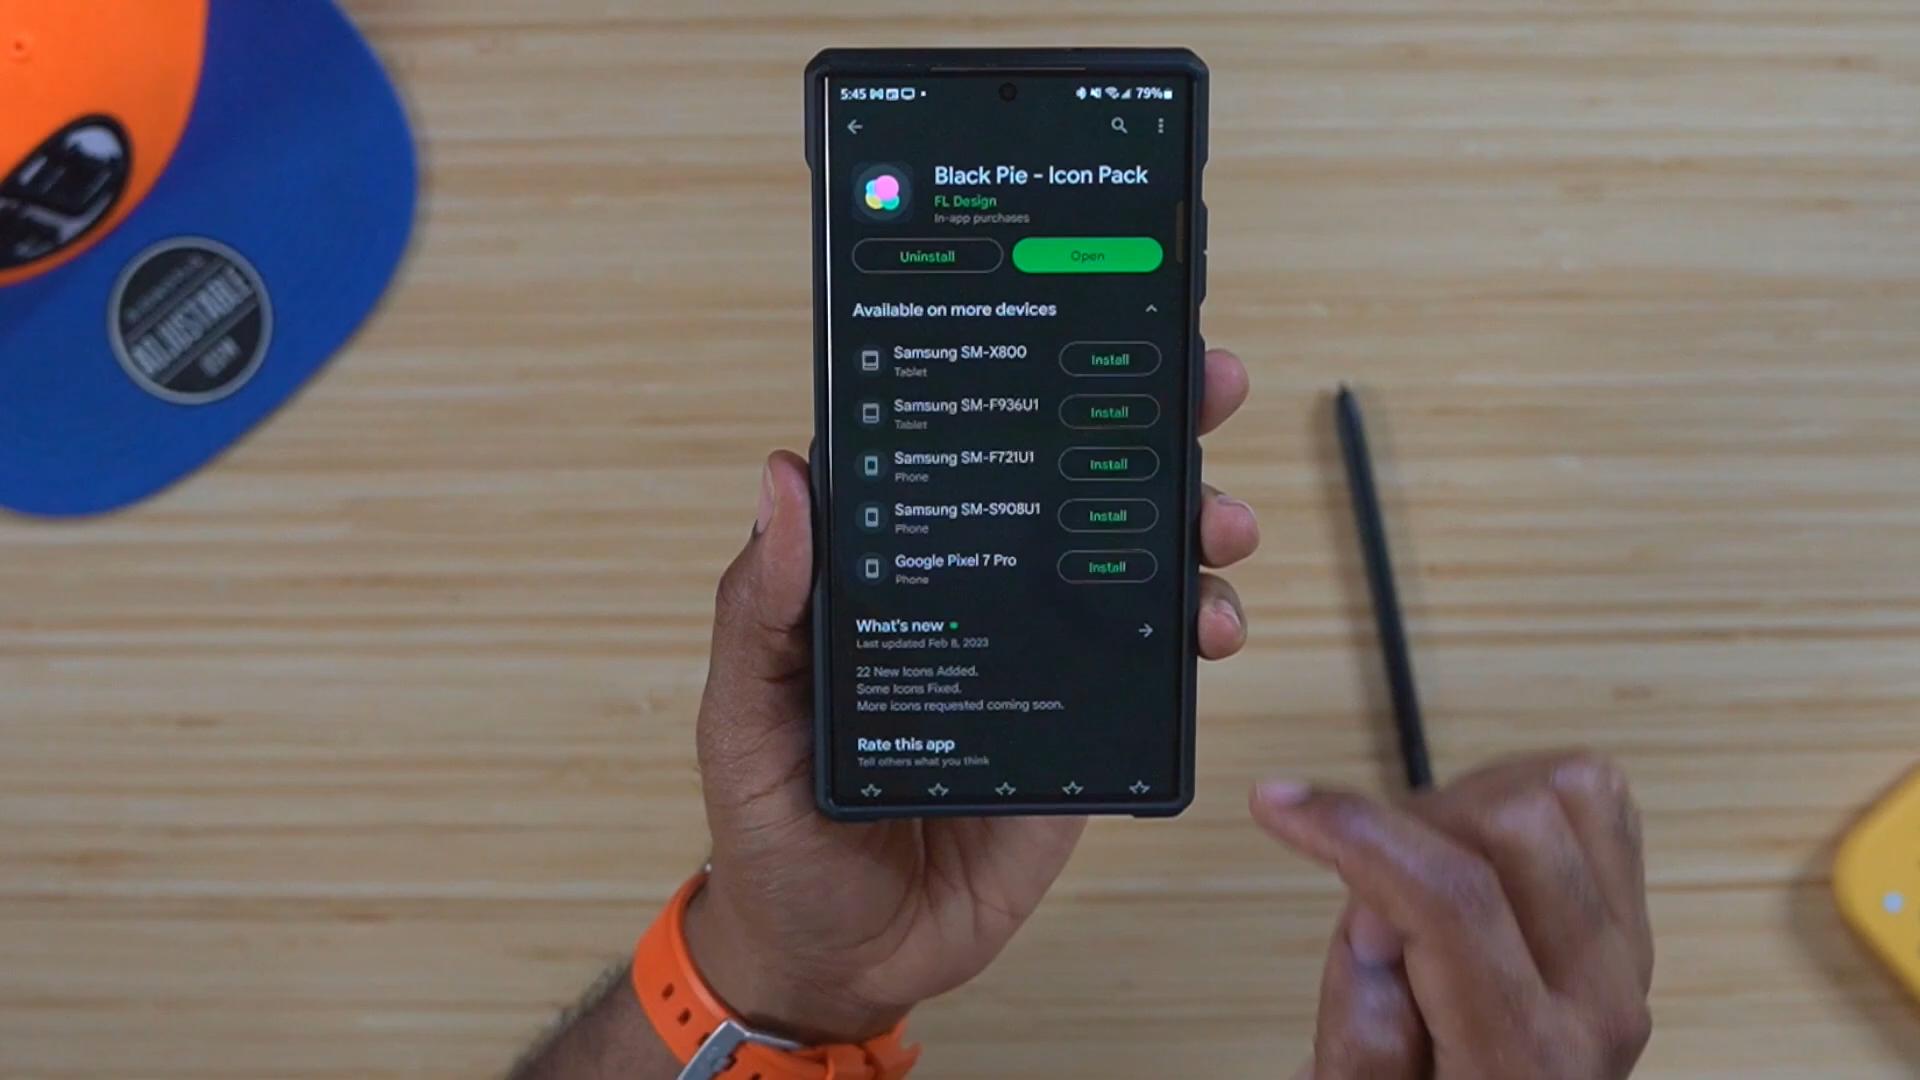 5:45
79%
Black Pie - Icon Pack
FL Design
In-app purchases
Uninstall
Open
Available on more devices
Samsung SM-X800
Tablet
Install
Samsung SM-F936U1
Tablet
Install
Samsung SM-F721U1
Phone
Install
Samsung SM-S908U1
Phone
Install
Google Pixel 7 Pro
Phone
Install
What's new
Last updated Feb 8, 2023
22 New Icons Added.
Some Icons Fixed.
More icons requested coming soon.
Rate this app
Tell others what you think
ADJUSTABLE